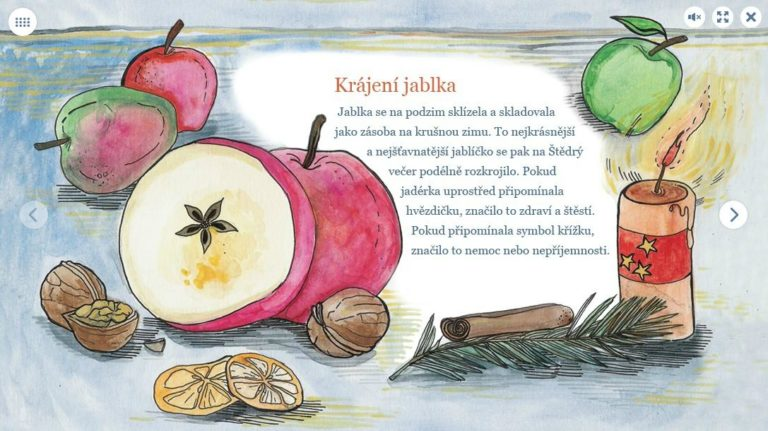 Krájení jablka
Jablka se na podzim sklízela a skladovala
jako zásoba na krušnou zimu. To nejkrásnější
a nejšťavnatější jablíčko se pak na Štědrý
večer podélně rozkrojilo. Pokud
jadérka uprostřed připomínala
hvězdičku, značilo to zdraví a štěstí.
Pokud připomínala symbol křížku,
značilo to nemoc nebo nepříjemnosti.